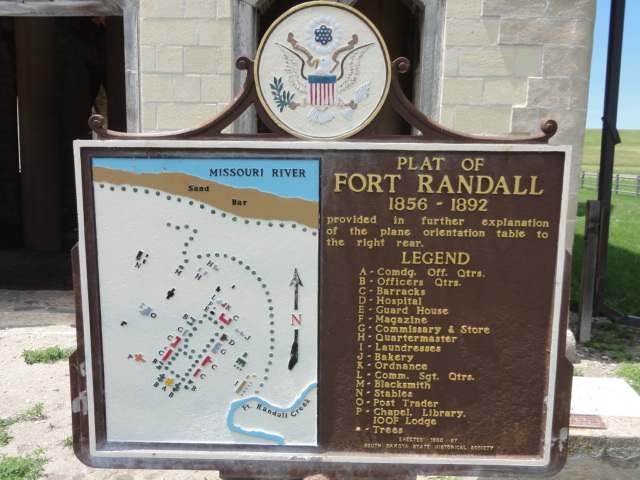 MISSOURI RIVER
Sand
Bar
N
Ft. Randall Creek
PLAT OF
FORT RANDALL
1856 - 1892
provided in further explanation
of the plane orientation table to
the right rear.
LEGEND
A - Comdg. Off. Qtrs.
B - Officers Qtrs.
C - Barracks
D - Hospital
E - Guard House
F - Magazine
G - Commissary & Store
H - Quartermaster
I - Laundresses
J - Bakery
K - Ordnance
L - Comm. Sgt. Qtrs.
M - Blacksmith
N - Stables
O - Post Trader
P - Chapel, Library,
IOOF Lodge
- Trees
SOUTH DAKOTA STATE HISTORICAL SOCIETY